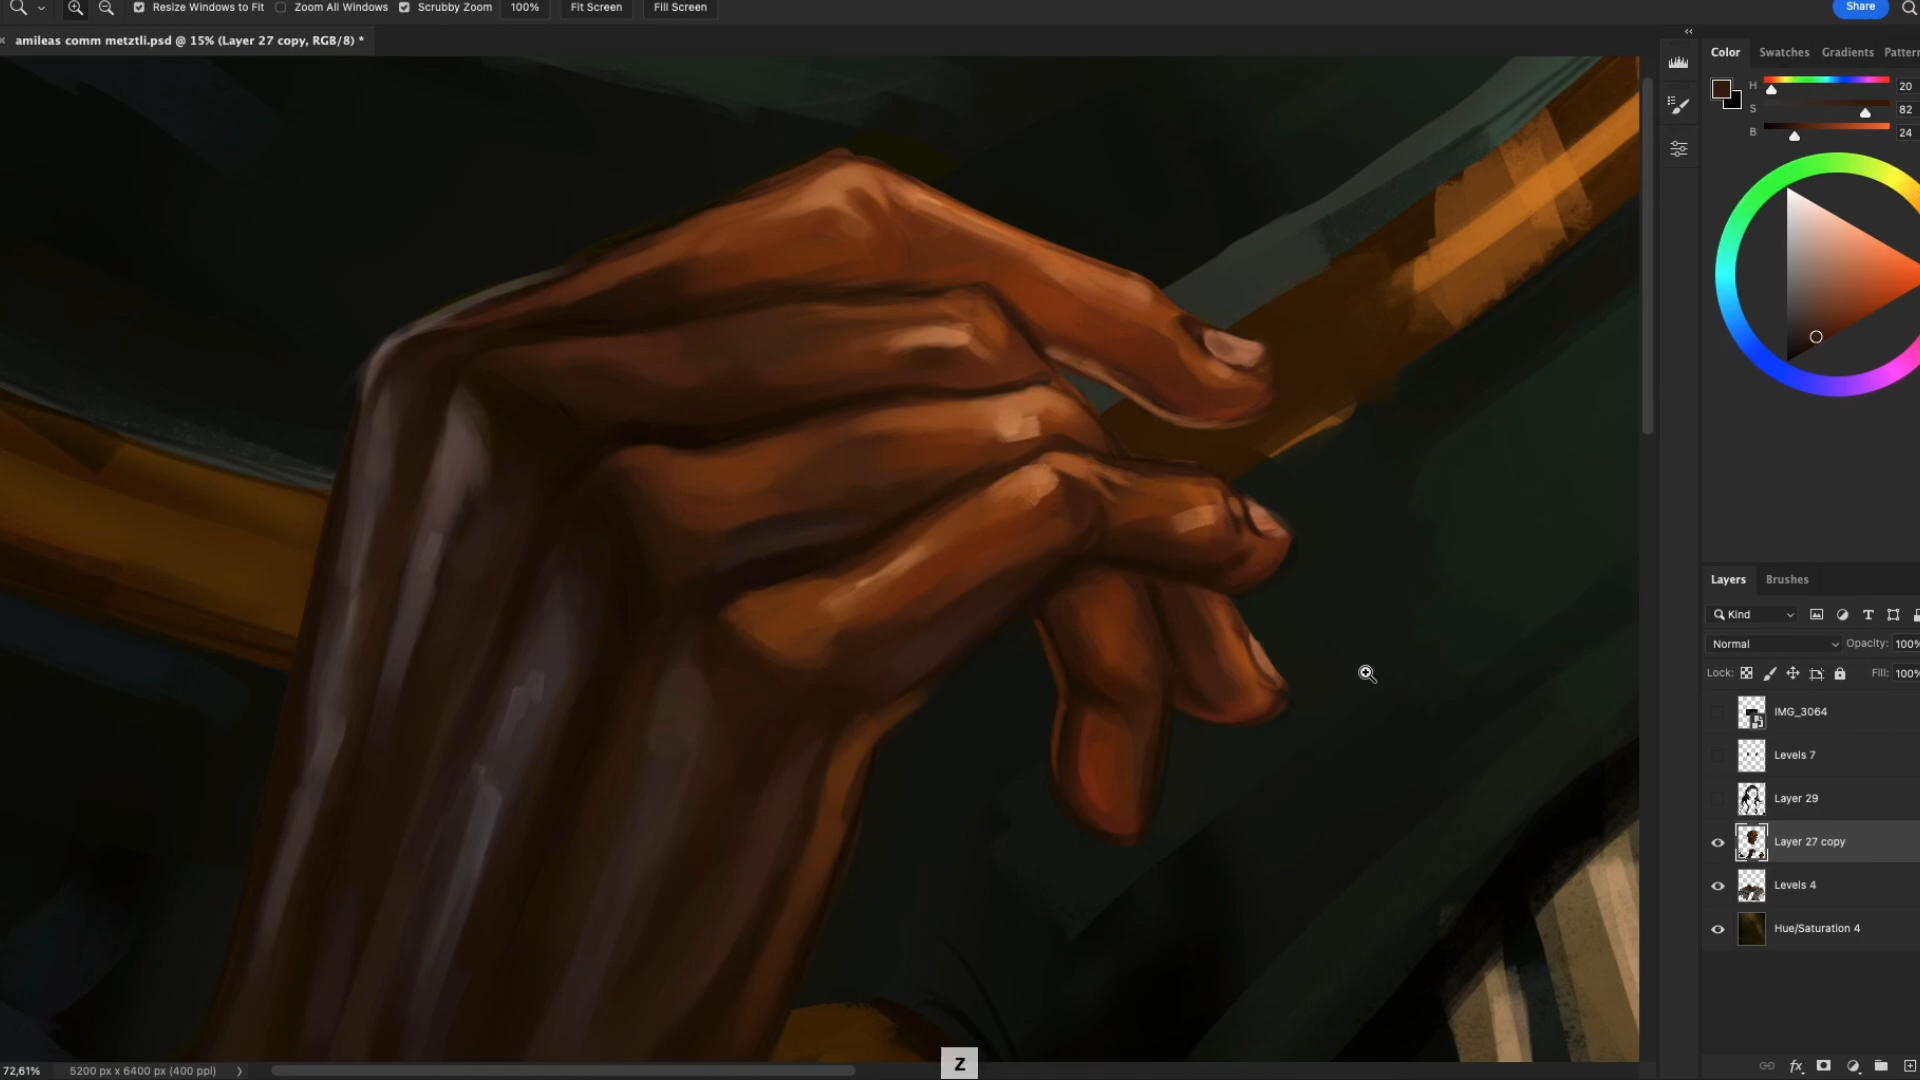 Resize Windows to Fit Zoom All Windows Scrubby Zoom 100% Fit Screen Fill Screen Share
amileas comm metztli.psd @ 15% (Layer 27 copy, RGB/8) *
Color Swatches Gradients
H 20
S 82
B 24
Layers Brushes
Kind
Normal Opacity: 100%
Lock: Fill: 100%
IMG_3064
Levels 7
Layer 29
Layer 27 copy
Levels 4
Hue/Saturation 4
fx
72,61% 5200 px x 6400 px (400 ppi)
Z